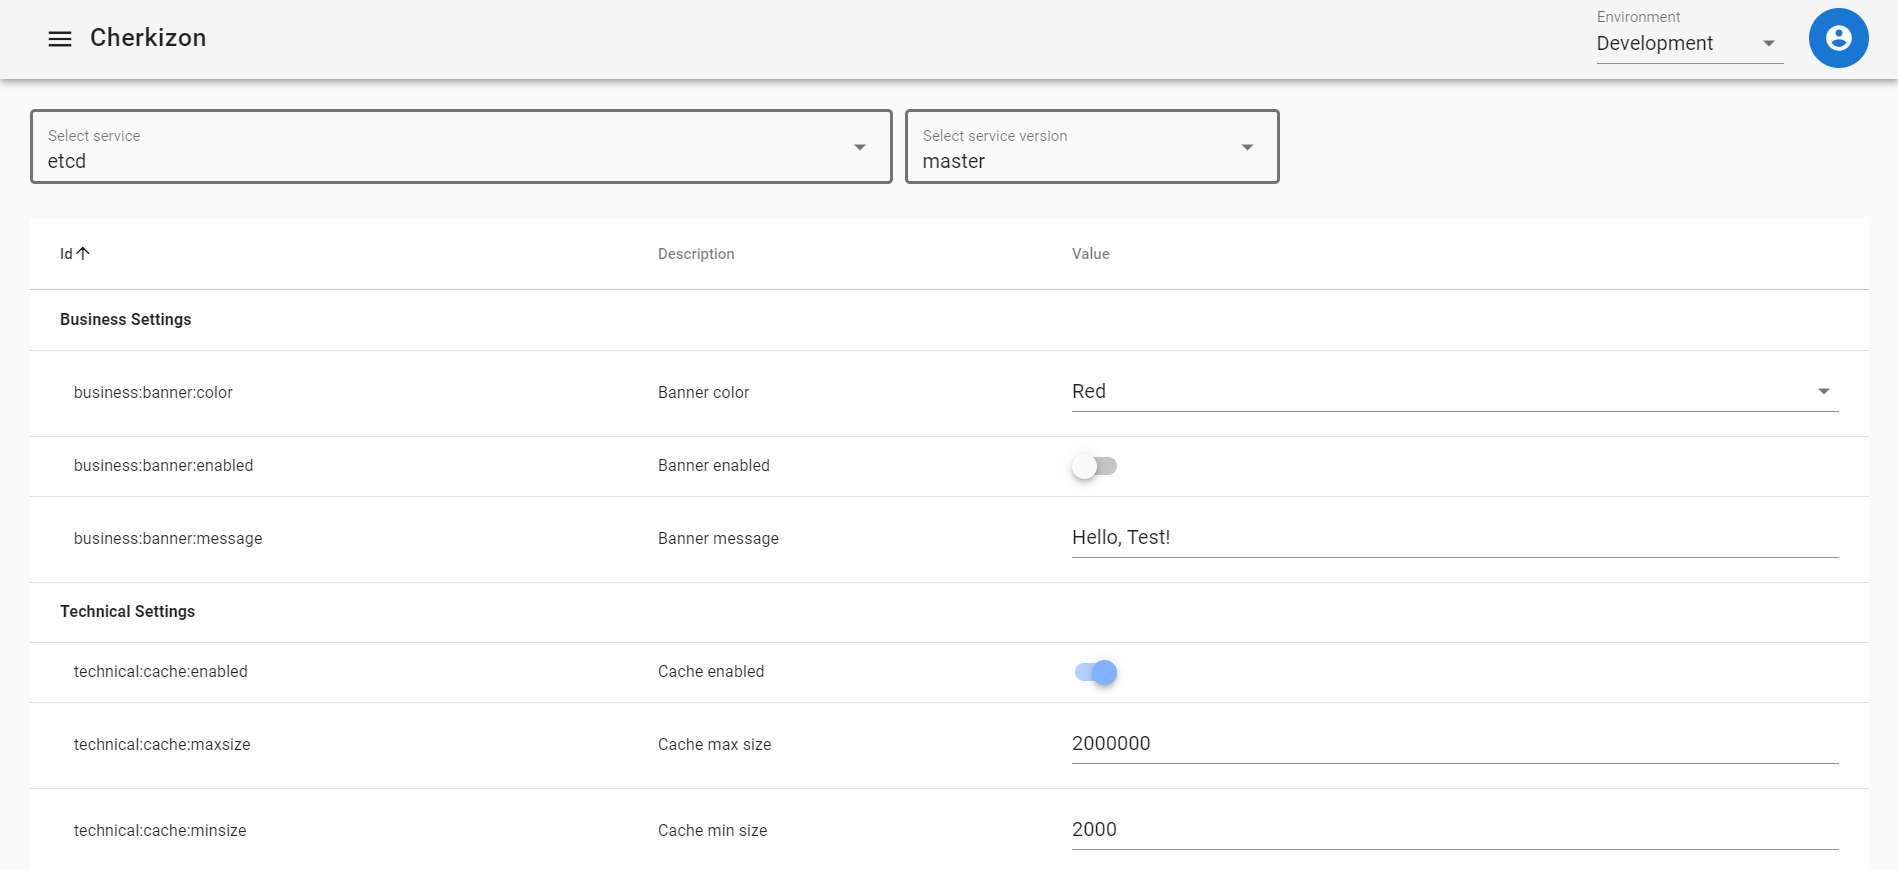 Cherkizon
Environment
Development
Select service
etcd
Select service version
master
Id Description Value
Business Settings
business:banner:color Banner color Red
business:banner:enabled Banner enabled
business:banner:message Banner message Hello, Test!
Technical Settings
technical:cache:enabled Cache enabled
technical:cache:maxsize Cache max size 2000000
technical:cache:minsize Cache min size 2000